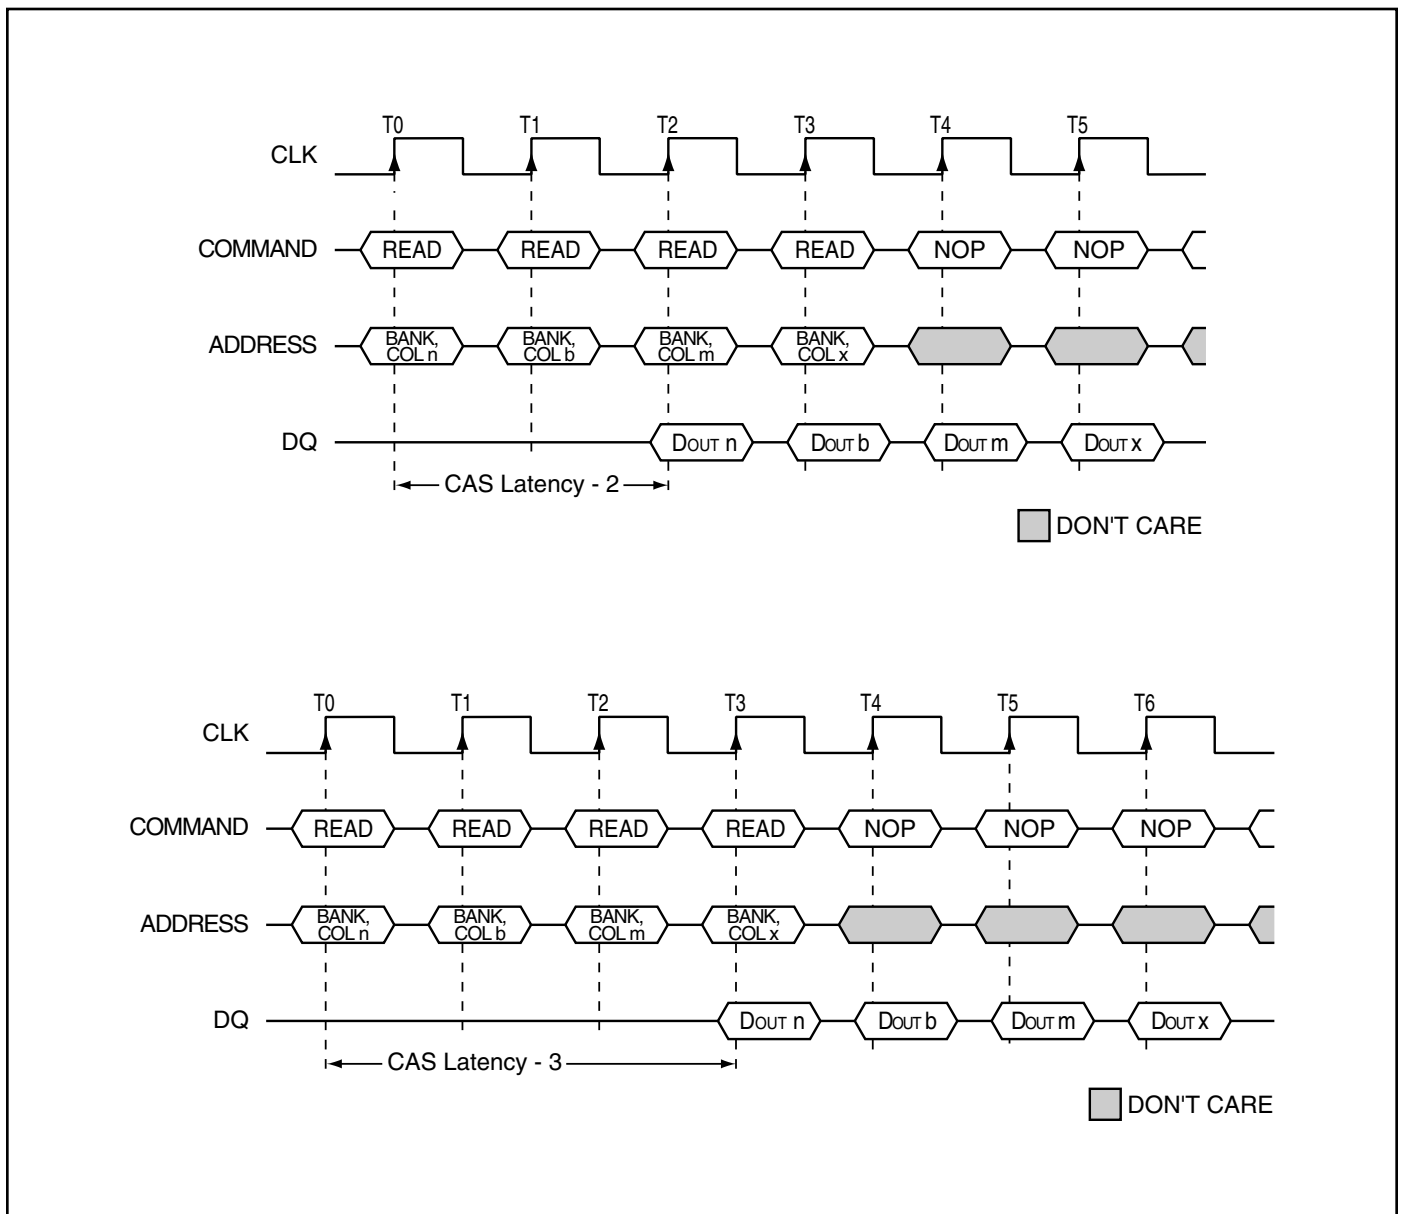 T0 T1 T2 T3 T4 T5
CLK
COMMAND READ READ READ READ NOP NOP
ADDRESS BANK, COL n BANK, COL b BANK, COL m BANK, COL x
DQ DOUT n DOUT b DOUT m DOUT x
CAS Latency - 2
DON'T CARE
T0 T1 T2 T3 T4 T5 T6
CLK
COMMAND READ READ READ READ NOP NOP NOP
ADDRESS BANK, COL n BANK, COL b BANK, COL m BANK, COL x
DQ DOUT n DOUT b DOUT m DOUT x
CAS Latency - 3
DON'T CARE